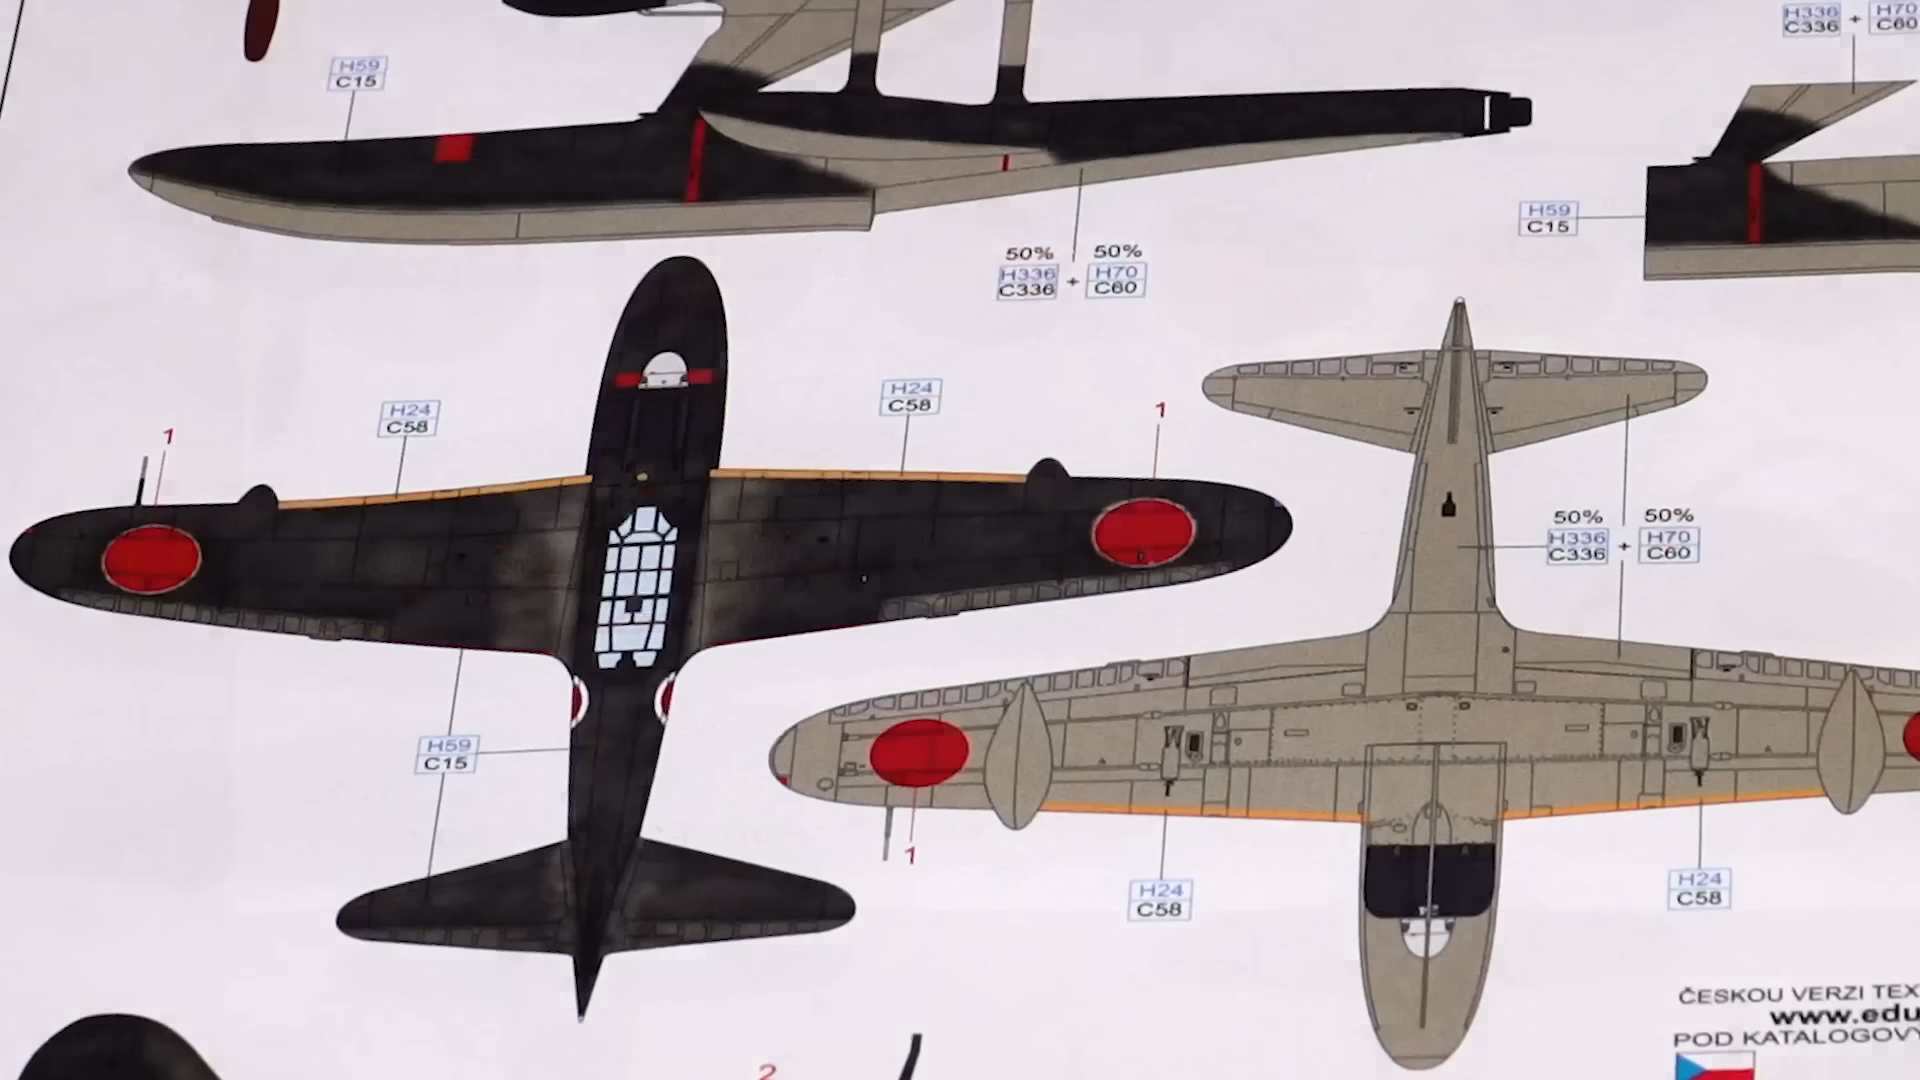 H336
C336
+
H70
C60
H59
C15
H59
C15
50% 50%
H336
C336
+
H70
C60
H24
C58
H24
C58
1
1
50% 50%
H336
C336
+
H70
C60
H59
C15
1
H24
C58
H24
C58
ČESKOU VERZI TEX
www.edu
POD KATALOGOVÝ
2